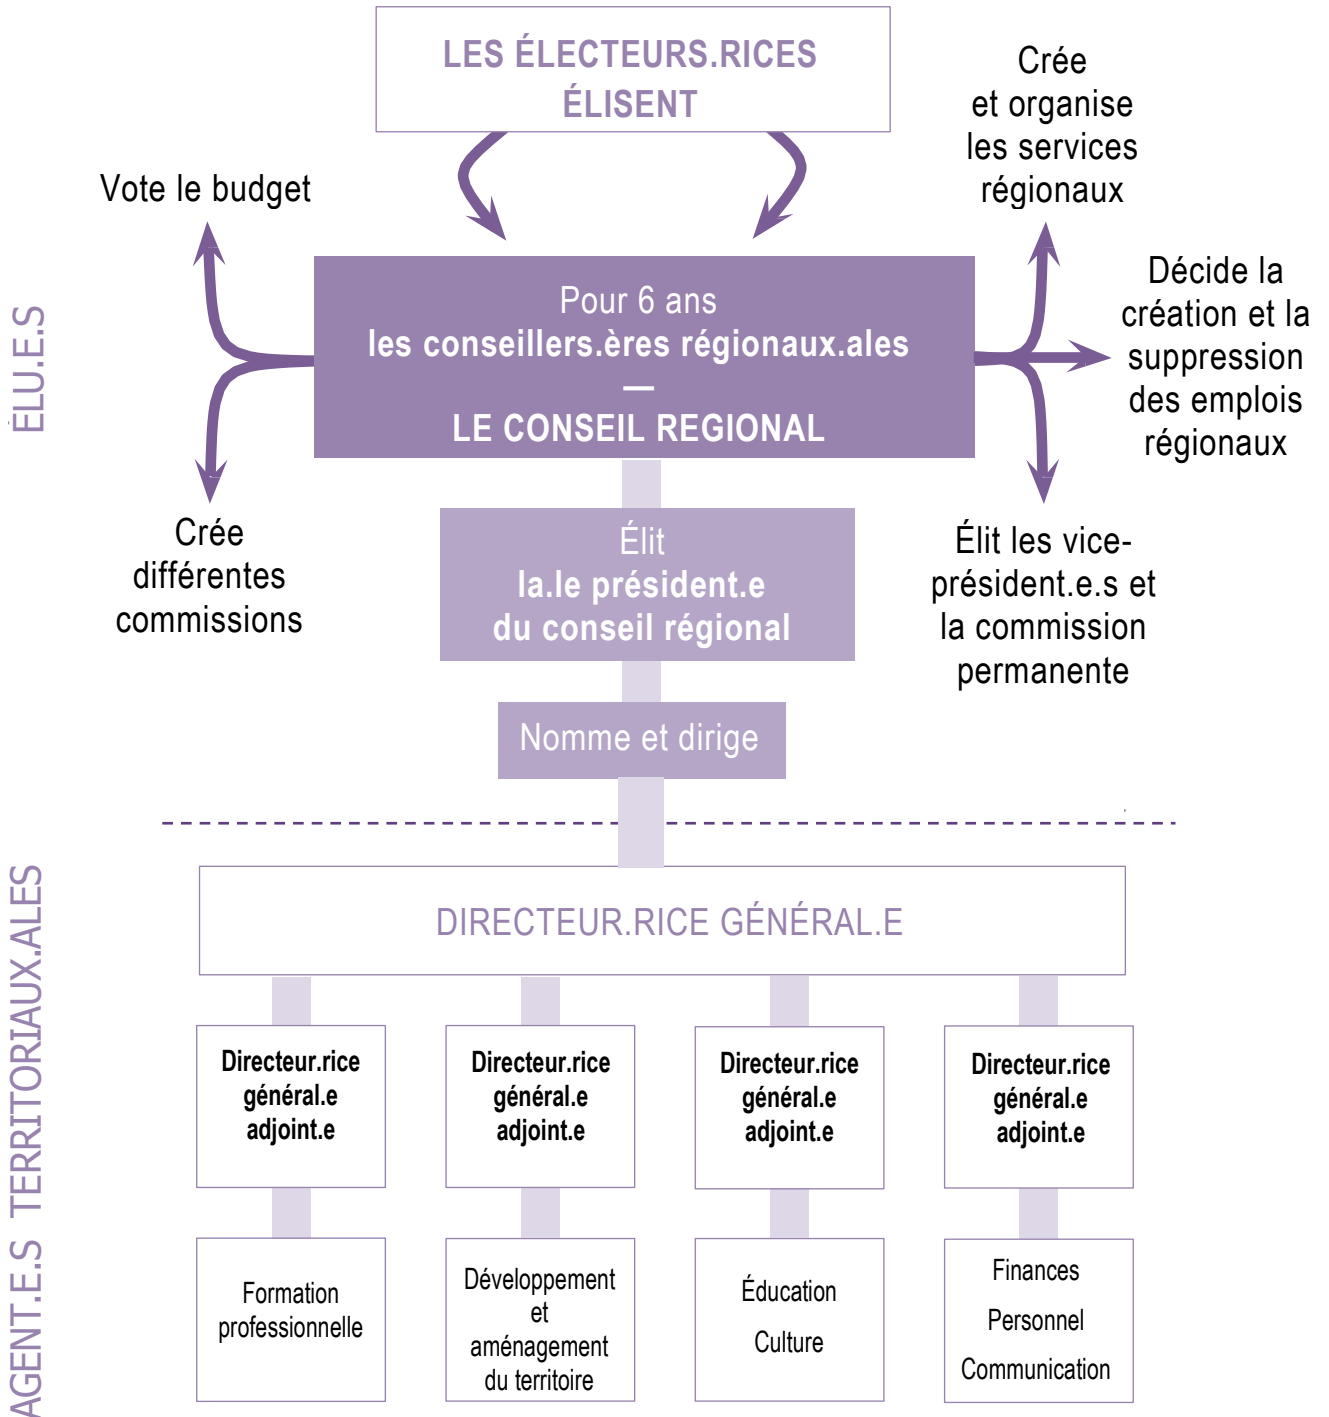 LES ÉLECTEURS.RICES
ÉLISENT
Crée
et organise
les services
régionaux
Vote le budget
Décide la
création et la
suppression
des emplois
régionaux
Pour 6 ans
les conseillers.ères régionaux.ales
—
LE CONSEIL REGIONAL
ÉLU.E.S
Crée
différentes
commissions
Élit
la.le président.e
du conseil régional
Élit les vice-
président.e.s et
la commission
permanente
Nomme et dirige
AGENT.E.S TERRITORIAUX.ALES
DIRECTEUR.RICE GÉNÉRAL.E
Directeur.rice
général.e
adjoint.e
Directeur.rice
général.e
adjoint.e
Directeur.rice
général.e
adjoint.e
Directeur.rice
général.e
adjoint.e
Formation
professionnelle
Développement
et
aménagement
du territoire
Éducation
Culture
Finances
Personnel
Communication